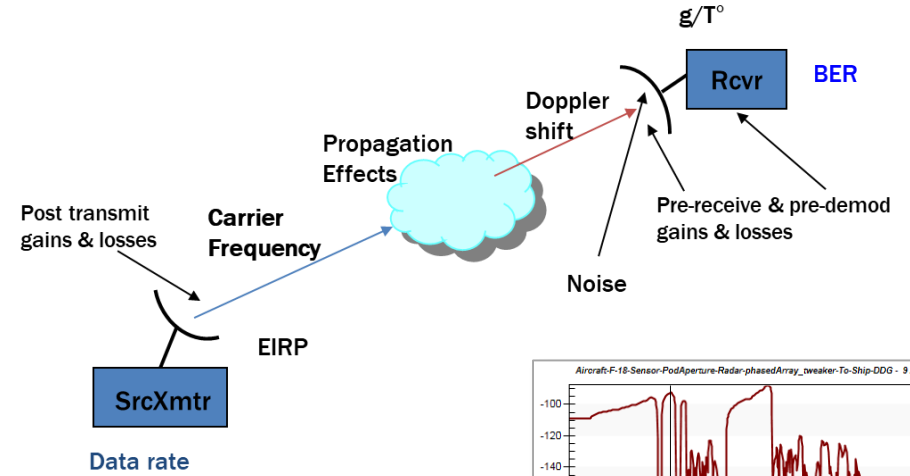 g/T°
Rcvr
BER
Doppler
shift
Propagation
Effects
Pre-receive & pre-demod
gains & losses
Post transmit
gains & losses
Carrier
Frequency
Noise
EIRP
SrcXmtr
Data rate
Aircraft-F-18-Sensor-PodAperture-Radar-phasedArray_tweaker-To-Ship-DDG - 9
-100
-120
-140